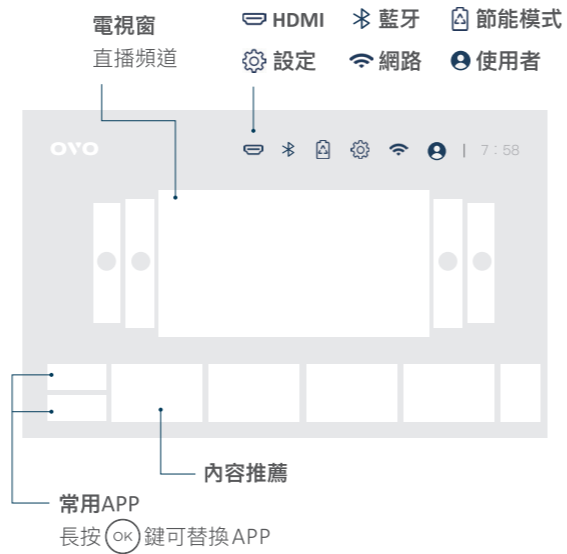 電視窗
直播頻道
HDMI 藍牙 節能模式
設定 網路 使用者
OVO
7:58
內容推薦
常用APP
長按OK鍵可替換APP